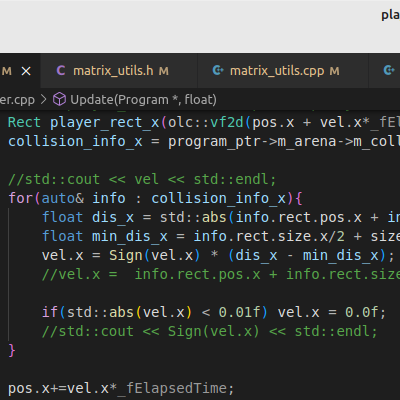 pla
M × C matrix_utils.h M C++ matrix_utils.cpp M
er.cpp > Update(Program *, float)
Rect player_rect_x(olc::vf2d(pos.x + vel.x*_fEl
collision_info_x = program_ptr->m_arena->m_coll
//std::cout << vel << std::endl;
for(auto& info : collision_info_x){
float dis_x = std::abs(info.rect.pos.x + in
float min_dis_x = info.rect.size.x/2 + size
vel.x = Sign(vel.x) * (dis_x - min_dis_x);
//vel.x =  info.rect.pos.x + info.rect.size
if(std::abs(vel.x) < 0.01f) vel.x = 0.0f;
//std::cout << Sign(vel.x) << std::endl;
}
pos.x+=vel.x*_fElapsedTime;